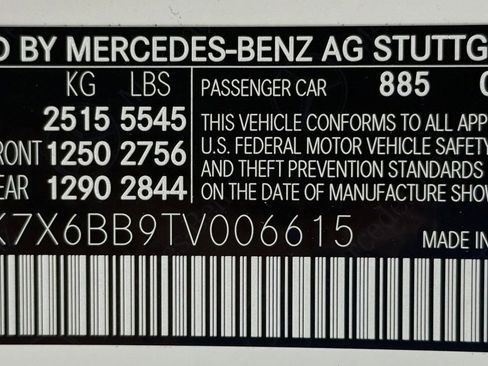 D BY MERCEDES-BENZ AG STUTTG
KG LBS
PASSENGER CAR 885
2515 5545
THIS VEHICLE CONFORMS TO ALL APP
RONT 1250 2756
U.S. FEDERAL MOTOR VEHICLE SAFETY
AND THEFT PREVENTION STANDARDS
EAR 1290 2844
ON THE DATE OF MANUFACTURE SHOW
K7X6BB9TV006615
MADE IN